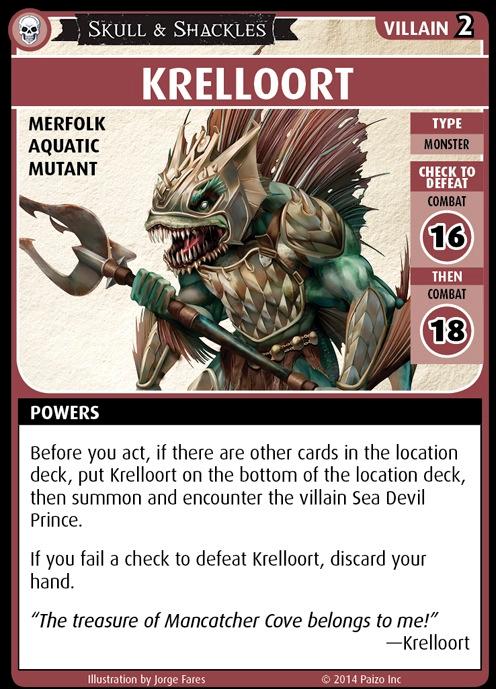 SKULL & SHACKLES
VILLAIN 2
KRELLOORT
MERFOLK
AQUATIC
MUTANT
TYPE
MONSTER
CHECK TO
DEFEAT
COMBAT
16
THEN
COMBAT
18
POWERS
Before you act, if there are other cards in the location
deck, put Krelloort on the bottom of the location deck,
then summon and encounter the villain Sea Devil
Prince.
If you fail a check to defeat Krelloort, discard your
hand.
“The treasure of Mancatcher Cove belongs to me!”
—Krelloort
Illustration by Jorge Fares
© 2014 Paizo Inc